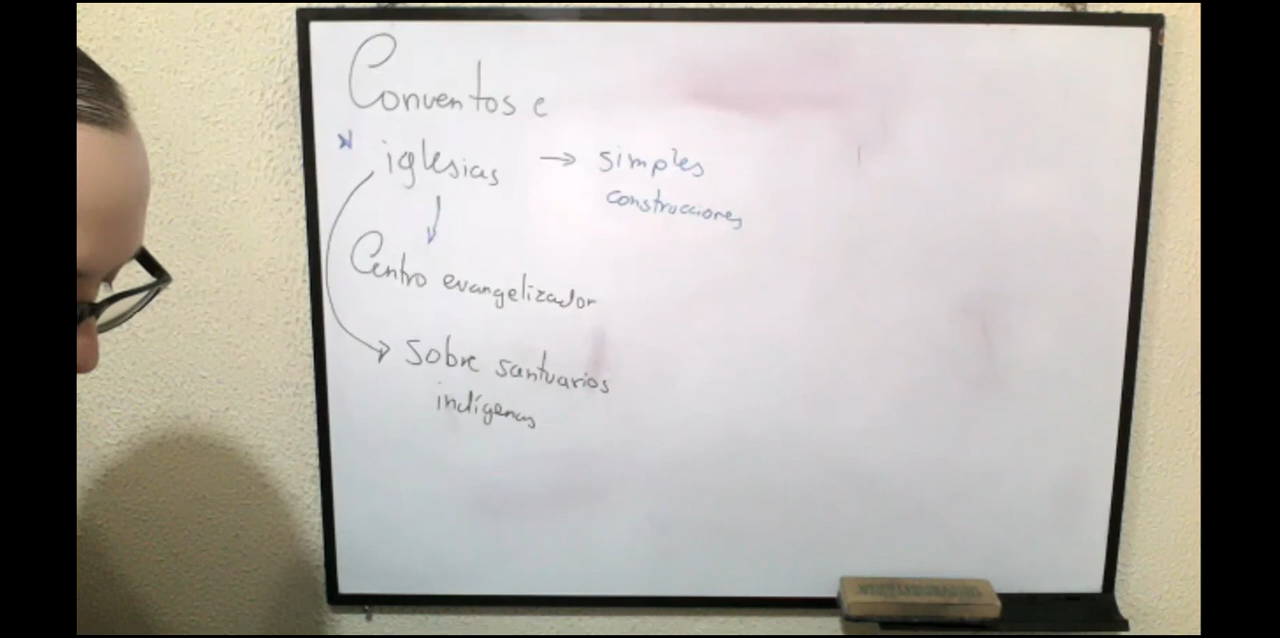 Conventos e
iglesias → simples
construcciones
Centro evangelizador
Sobre santuarios
indígenas